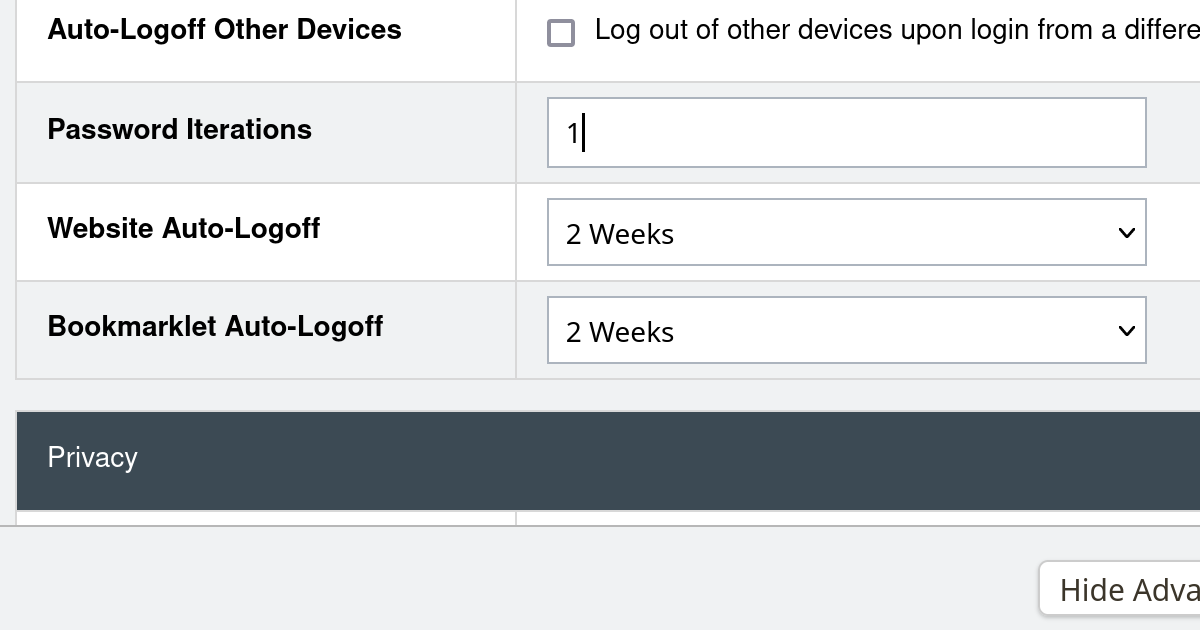 Auto-Logoff Other Devices
Log out of other devices upon login from a differe
Password Iterations
1
Website Auto-Logoff
2 Weeks
Bookmarklet Auto-Logoff
2 Weeks
Privacy
Hide Adva